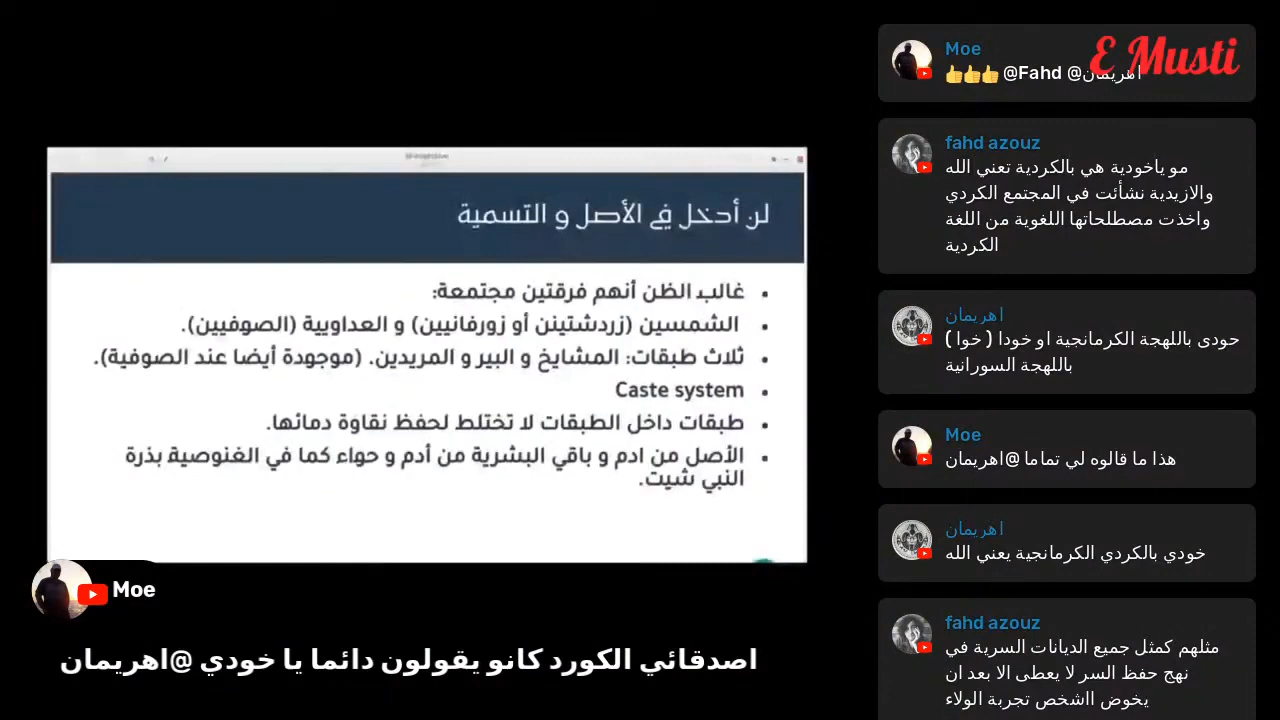 لن أدخل في الأصل و التسمية
غالب الظن أنهم فرقتين مجتمعة:
الشمسين (زردشتينن أو زورفانيين) و العداويية (الصوفيين).
ثلاث طبقات: المشايخ و البير و المريدين. (موجودة أيضا عند الصوفية).
Caste system
طبقات داخل الطبقات لا تختلط لحفظ نقاوة دمائها.
الأصل من ادم و باقي البشرية من أدم و حواء كما في الغنوصية بذرة
النبي شيت.
Moe
اصدقائي الكورد كانو يقولون دائما يا خودي @اهريمان
E Musti
Moe
👍👍👍 @Fahd @اهريمان
fahd azouz
مو ياخودية هي بالكردية تعني الله
والازيدية نشأئت في المجتمع الكردي
واخذت مصطلحاتها اللغوية من اللغة
الكردية
اهريمان
حودى باللهجة الكرمانجية او خودا ( خوا )
باللهجة السورانية
Moe
هذا ما قالوه لي تماما @اهريمان
اهريمان
خودي بالكردي الكرمانجية يعني الله
fahd azouz
مثلهم كمثل جميع الديانات السرية في
نهج حفظ السر لا يعطى الا بعد ان
يخوض ااشخص تجربة الولاء